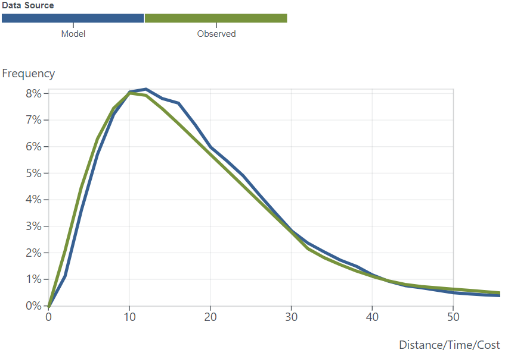 Data Source
Model Observed
Frequency
8%
7%
6%
5%
4%
3%
2%
1%
0%
0 10 20 30 40 50
Distance/Time/Cost